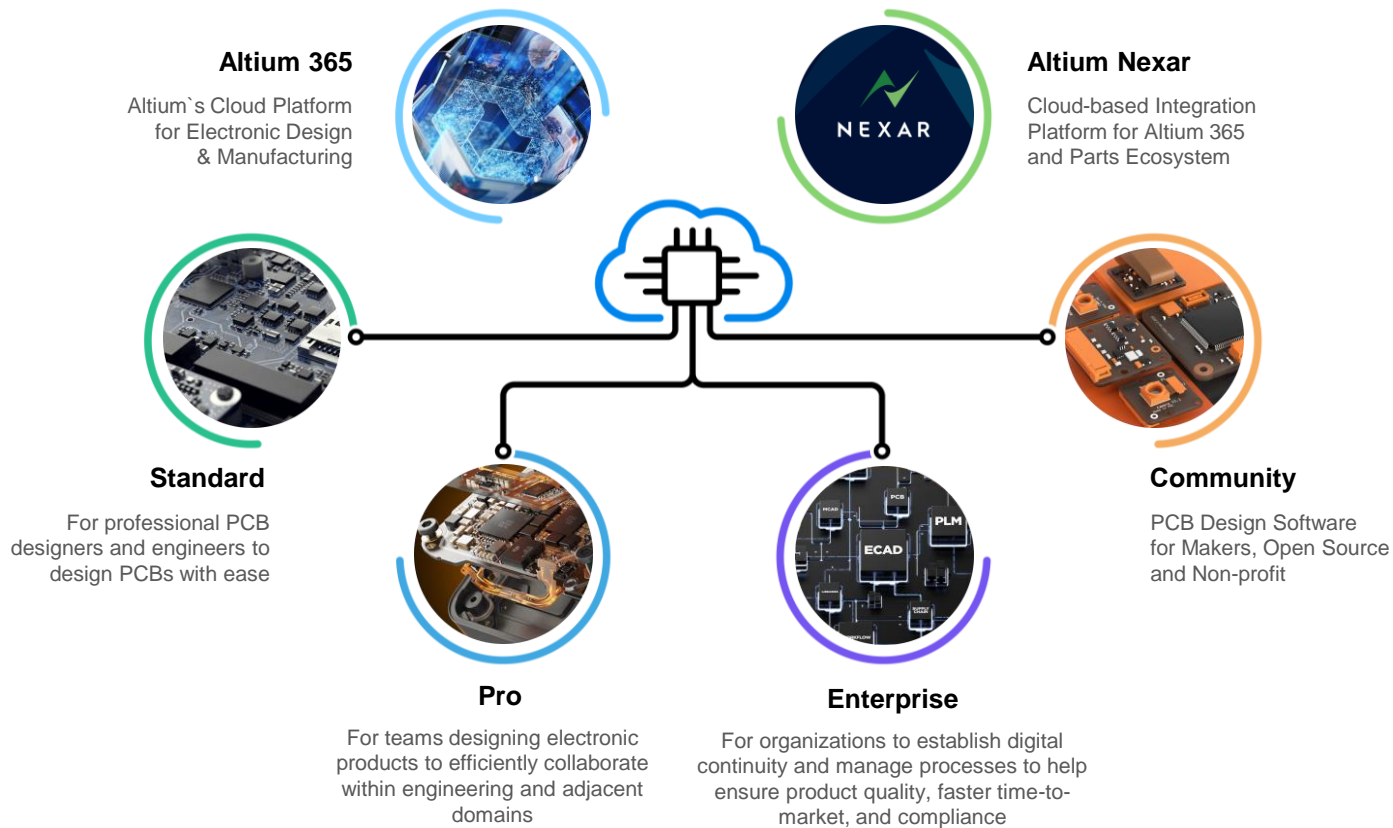 Altium 365
Altium`s Cloud Platform
for Electronic Design
& Manufacturing
NEXAR
Altium Nexar
Cloud-based Integration
Platform for Altium 365
and Parts Ecosystem
Standard
For professional PCB
designers and engineers to
design PCBs with ease
Community
PCB Design Software
for Makers, Open Source
and Non-profit
MCAD
PCB
PLM
ECAD
SUPPLY
CHAIN
Pro
For teams designing electronic
products to efficiently collaborate
within engineering and adjacent
domains
Enterprise
For organizations to establish digital
continuity and manage processes to help
ensure product quality, faster time-to-
market, and compliance